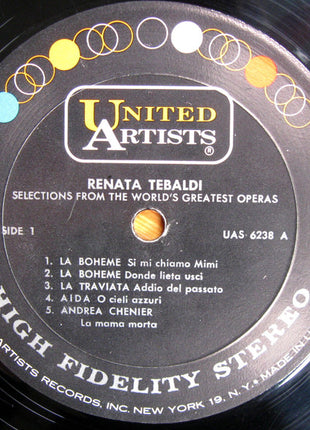 UNITED
ARTISTS
®
RENATA TEBALDI
SELECTIONS FROM THE WORLD'S GREATEST OPERAS
SIDE 1
UAS 6238 A
1. LA BOHEME Si mi chiamo Mimi
2. LA BOHEME Donde lieta usci
3. LA TRAVIATA Addio del passato
4. AIDA O cieli azzuri
5. ANDREA CHENIER
La mama morta
HIGH FIDELITY STEREO
ARTISTS RECORDS, INC. NEW YORK 19, N.Y. • MADE IN